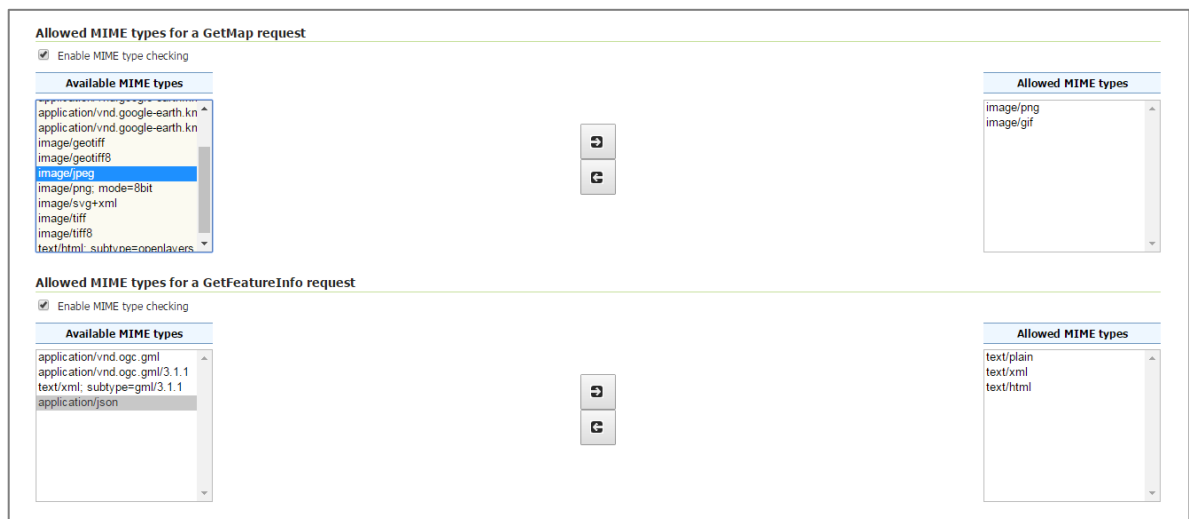 Allowed MIME types for a GetMap request
Enable MIME type checking
Available MIME types
application/vnd.google-earth.kn
application/vnd.google-earth.kn
image/geotiff
image/geotiff8
image/jpeg
image/png; mode=8bit
image/svg+xml
image/tiff
image/tiff8
text/html; subtype=openlayers
Allowed MIME types
image/png
image/gif
Allowed MIME types for a GetFeatureInfo request
Enable MIME type checking
Available MIME types
application/vnd.ogc.gml
application/vnd.ogc.gml/3.1.1
text/xml; subtype=gml/3.1.1
application/json
Allowed MIME types
text/plain
text/xml
text/html